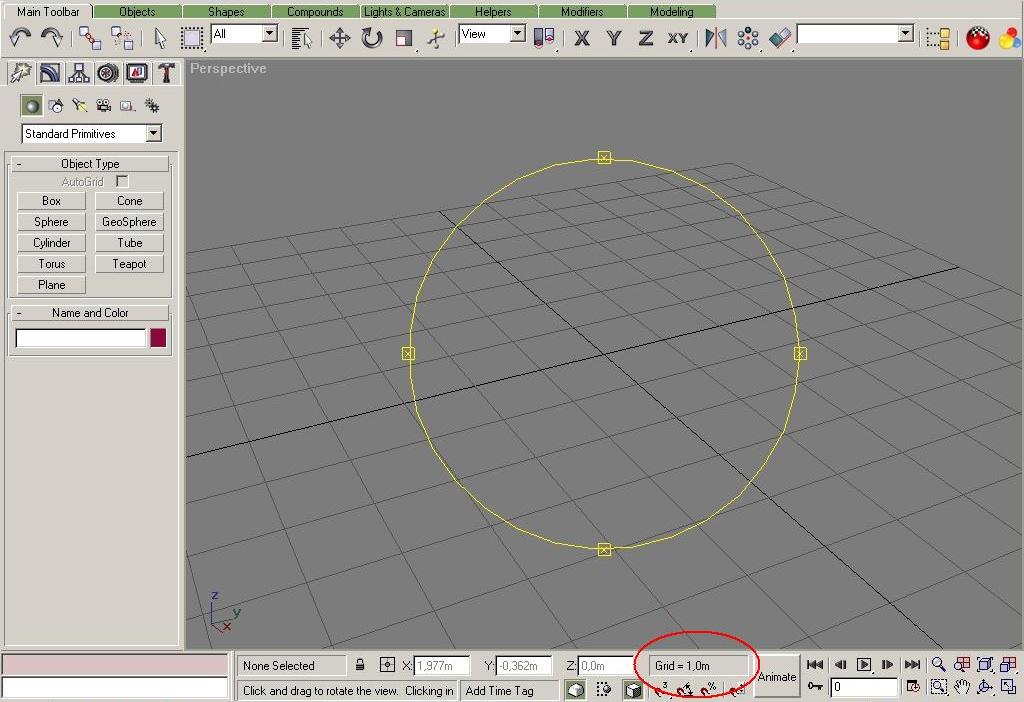 Main Toolbar Objects Shapes Compounds Lights & Cameras Helpers Modifiers Modeling
All View X Y Z XY
Perspective
Standard Primitives
- Object Type
AutoGrid
Box Cone
Sphere GeoSphere
Cylinder Tube
Torus Teapot
Plane
- Name and Color
z
y
x
None Selected X: 1,977m Y: -0,362m Z: 0,0m Grid = 1,0m
Animate
Click and drag to rotate the view. Clicking in Add Time Tag 3 % 0